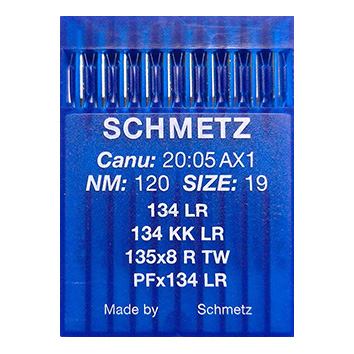 SCHMETZ
Canu: 20:05 AX1
NM: 120 SIZE: 19
134 LR
134 KK LR
135x8 R TW
PFx134 LR
Made by Schmetz